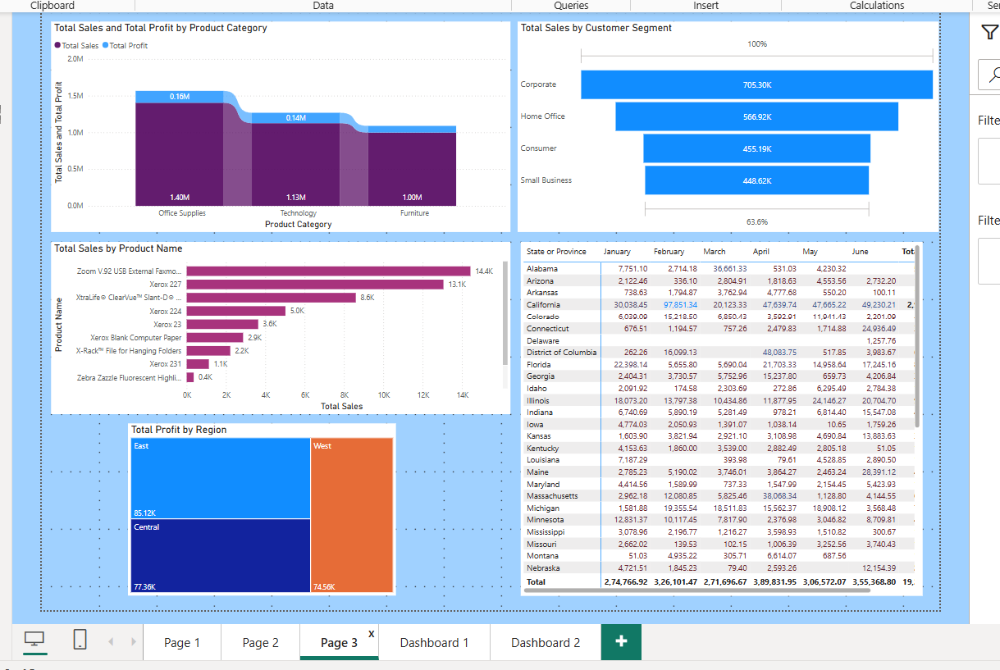 Clipboard Data Queries Insert Calculations
Total Sales and Total Profit by Product Category
Total Sales Total Profit
2.0M
1.5M
1.0M
0.5M
0.0M
Total Sales and Total Profit
0.16M
0.14M
1.40M 1.13M 1.00M
Office Supplies Technology Furniture
Product Category
Total Sales by Customer Segment
100%
Corporate 705.30K
Home Office 566.92K
Consumer 455.19K
Small Business 448.62K
63.6%
Filte
Filte
Total Sales by Product Name
Product Name
Zoom V.92 USB External Faxmo... 14.4K
Xerox 227 13.1K
XtraLife® ClearVue™ Slant-D® ... 8.6K
Xerox 224 5.0K
Xerox 23 3.6K
Xerox Blank Computer Paper 2.9K
X-Rack™ File for Hanging Folders 2.2K
Xerox 231 1.1K
Zebra Zazzle Fluorescent Highli... 0.4K
0K 2K 4K 6K 8K 10K 12K 14K
Total Sales
Total Profit by Region
East
85.12K
Central
77.36K
West
74.56K
State or Province January February March April May June Tot
Alabama 7,751.10 2,714.18 36,661.33 531.03 4,230.32
Arizona 2,122.46 336.10 2,804.91 1,818.63 4,553.56 2,732.20
Arkansas 738.63 1,794.87 3,762.94 4,777.68 550.20 100.11
California 30,038.45 97,851.34 20,123.33 47,639.74 47,665.22 49,230.21 2,
Colorado 6,039.09 15,218.50 6,850.43 3,592.91 11,941.43 2,201.09
Connecticut 676.51 1,194.57 757.26 2,479.83 1,714.88 24,936.49
Delaware 1,257.76
District of Columbia 262.26 16,099.13 48,083.75 517.85 3,983.67
Florida 22,398.14 5,655.80 5,690.04 21,703.33 14,958.64 17,245.16
Georgia 2,404.31 3,730.57 5,752.96 15,237.80 659.73 4,206.84
Idaho 2,091.92 174.58 2,303.69 272.86 6,295.49 2,784.38
Illinois 18,073.20 13,797.38 10,434.86 11,877.95 24,146.27 20,704.70
Indiana 6,740.69 5,890.19 5,281.49 978.21 6,814.40 15,547.08
Iowa 4,774.03 2,050.93 1,391.07 1,038.14 10.65 1,759.26
Kansas 1,603.90 3,821.94 2,921.10 3,108.98 4,690.84 13,883.63
Kentucky 4,153.63 1,860.00 3,539.00 2,882.49 2,805.18 51.05
Louisiana 7,187.29 393.98 79.61 4,528.85 2,890.50
Maine 2,785.23 5,190.02 3,746.01 3,864.27 2,463.24 28,391.12
Maryland 4,414.56 1,589.99 737.33 1,547.99 2,154.45 5,423.93
Massachusetts 2,962.18 12,080.85 5,825.46 38,068.34 1,128.80 4,144.55
Michigan 1,581.88 19,355.54 18,511.83 15,562.37 18,908.12 3,568.48
Minnesota 12,831.37 10,117.45 7,817.90 2,376.98 3,046.82 8,709.81
Mississippi 3,078.96 2,196.77 1,216.27 3,598.93 1,510.82 300.67
Missouri 2,662.02 139.53 102.15 1,006.39 3,252.56 3,740.43
Montana 51.03 4,935.22 305.71 6,614.07 687.56
Nebraska 4,721.51 1,845.23 79.40 2,593.26 12,154.39
Total 2,74,766.92 3,26,101.47 2,71,696.67 3,89,831.95 3,06,572.07 3,55,368.80 19,
Page 1 Page 2 Page 3 x Dashboard 1 Dashboard 2 +